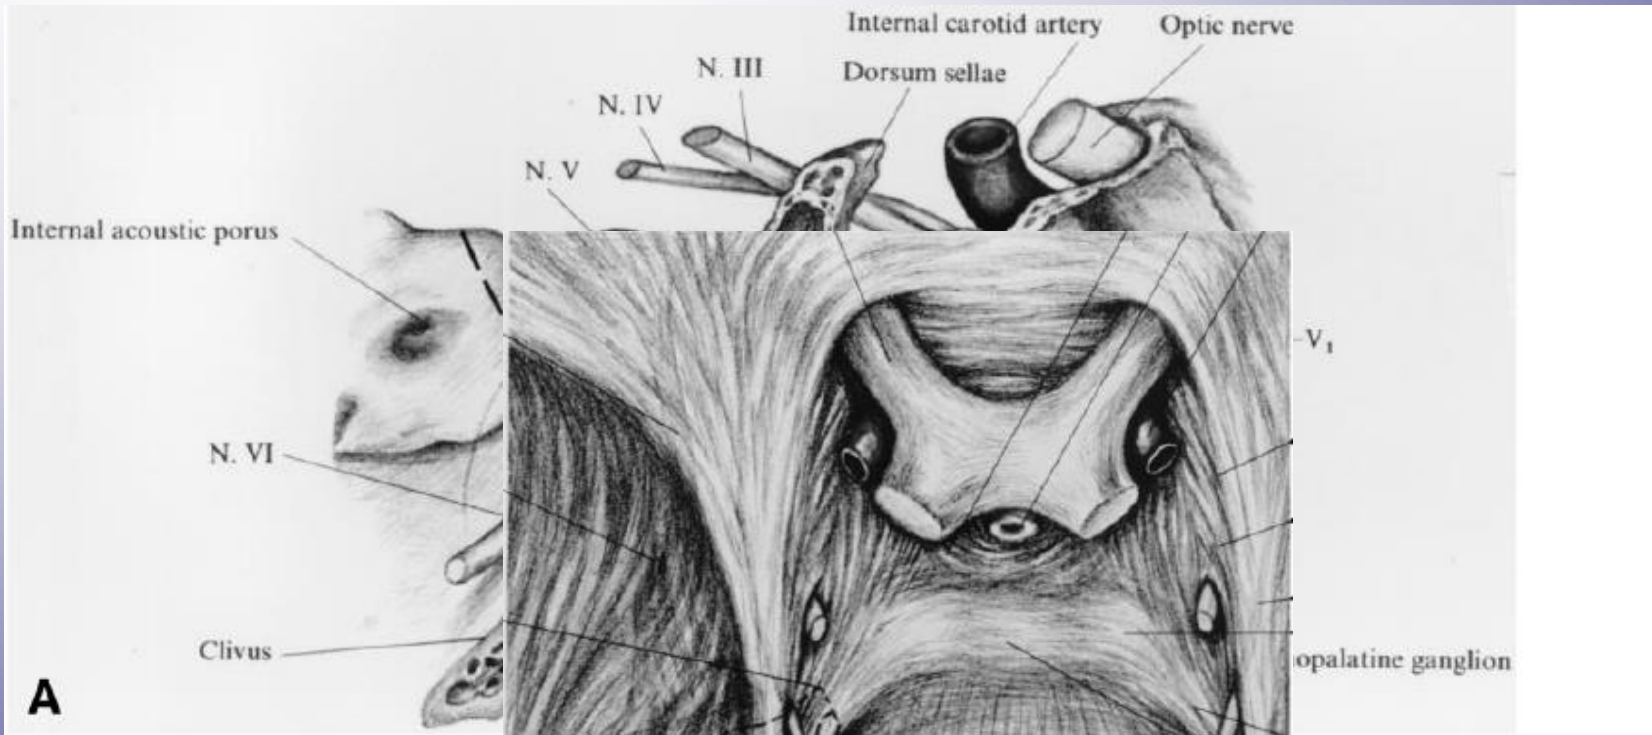 Internal carotid artery
Optic nerve
N. III
Dorsum sellae
N. IV
N. V
Internal acoustic porus
V₁
N. VI
Clivus
opalatine ganglion
A